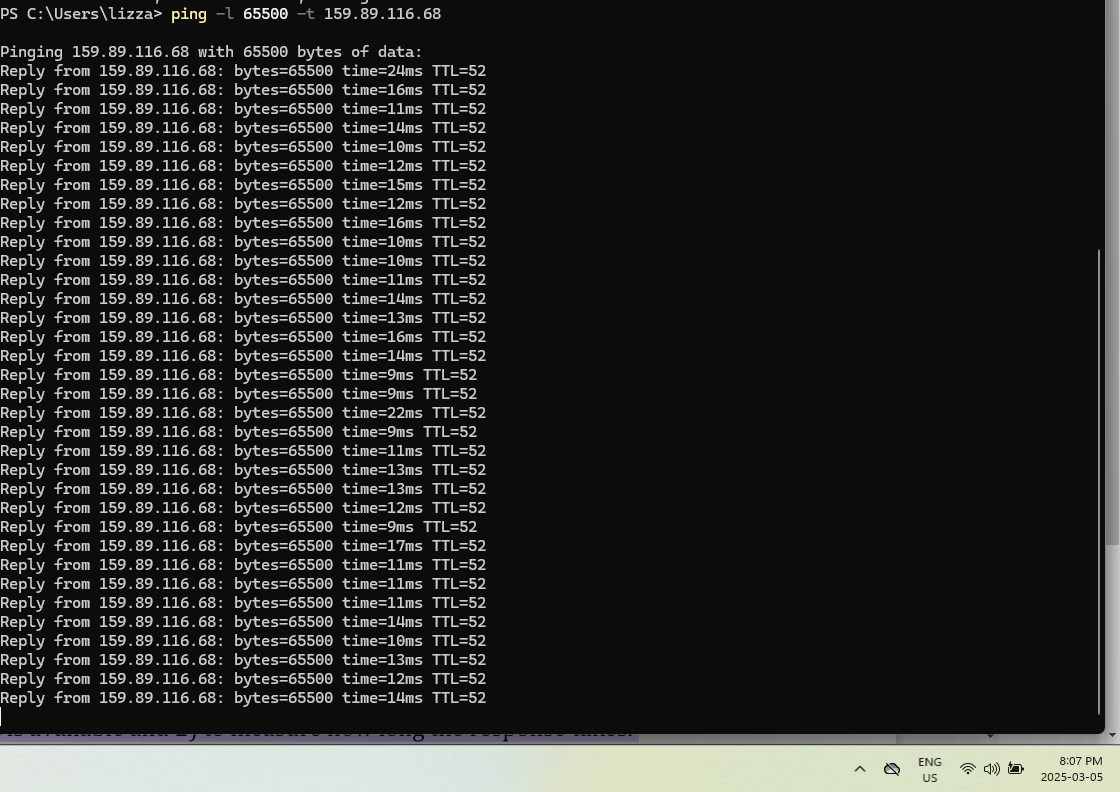 PS C:\Users\lizza> ping -l 65500 -t 159.89.116.68
Pinging 159.89.116.68 with 65500 bytes of data:
Reply from 159.89.116.68: bytes=65500 time=24ms TTL=52
Reply from 159.89.116.68: bytes=65500 time=16ms TTL=52
Reply from 159.89.116.68: bytes=65500 time=11ms TTL=52
Reply from 159.89.116.68: bytes=65500 time=14ms TTL=52
Reply from 159.89.116.68: bytes=65500 time=10ms TTL=52
Reply from 159.89.116.68: bytes=65500 time=12ms TTL=52
Reply from 159.89.116.68: bytes=65500 time=15ms TTL=52
Reply from 159.89.116.68: bytes=65500 time=12ms TTL=52
Reply from 159.89.116.68: bytes=65500 time=16ms TTL=52
Reply from 159.89.116.68: bytes=65500 time=10ms TTL=52
Reply from 159.89.116.68: bytes=65500 time=10ms TTL=52
Reply from 159.89.116.68: bytes=65500 time=11ms TTL=52
Reply from 159.89.116.68: bytes=65500 time=14ms TTL=52
Reply from 159.89.116.68: bytes=65500 time=13ms TTL=52
Reply from 159.89.116.68: bytes=65500 time=16ms TTL=52
Reply from 159.89.116.68: bytes=65500 time=14ms TTL=52
Reply from 159.89.116.68: bytes=65500 time=9ms TTL=52
Reply from 159.89.116.68: bytes=65500 time=9ms TTL=52
Reply from 159.89.116.68: bytes=65500 time=22ms TTL=52
Reply from 159.89.116.68: bytes=65500 time=9ms TTL=52
Reply from 159.89.116.68: bytes=65500 time=11ms TTL=52
Reply from 159.89.116.68: bytes=65500 time=13ms TTL=52
Reply from 159.89.116.68: bytes=65500 time=13ms TTL=52
Reply from 159.89.116.68: bytes=65500 time=12ms TTL=52
Reply from 159.89.116.68: bytes=65500 time=9ms TTL=52
Reply from 159.89.116.68: bytes=65500 time=17ms TTL=52
Reply from 159.89.116.68: bytes=65500 time=11ms TTL=52
Reply from 159.89.116.68: bytes=65500 time=11ms TTL=52
Reply from 159.89.116.68: bytes=65500 time=11ms TTL=52
Reply from 159.89.116.68: bytes=65500 time=14ms TTL=52
Reply from 159.89.116.68: bytes=65500 time=10ms TTL=52
Reply from 159.89.116.68: bytes=65500 time=13ms TTL=52
Reply from 159.89.116.68: bytes=65500 time=12ms TTL=52
Reply from 159.89.116.68: bytes=65500 time=14ms TTL=52
ENG
US
8:07 PM
2025-03-05